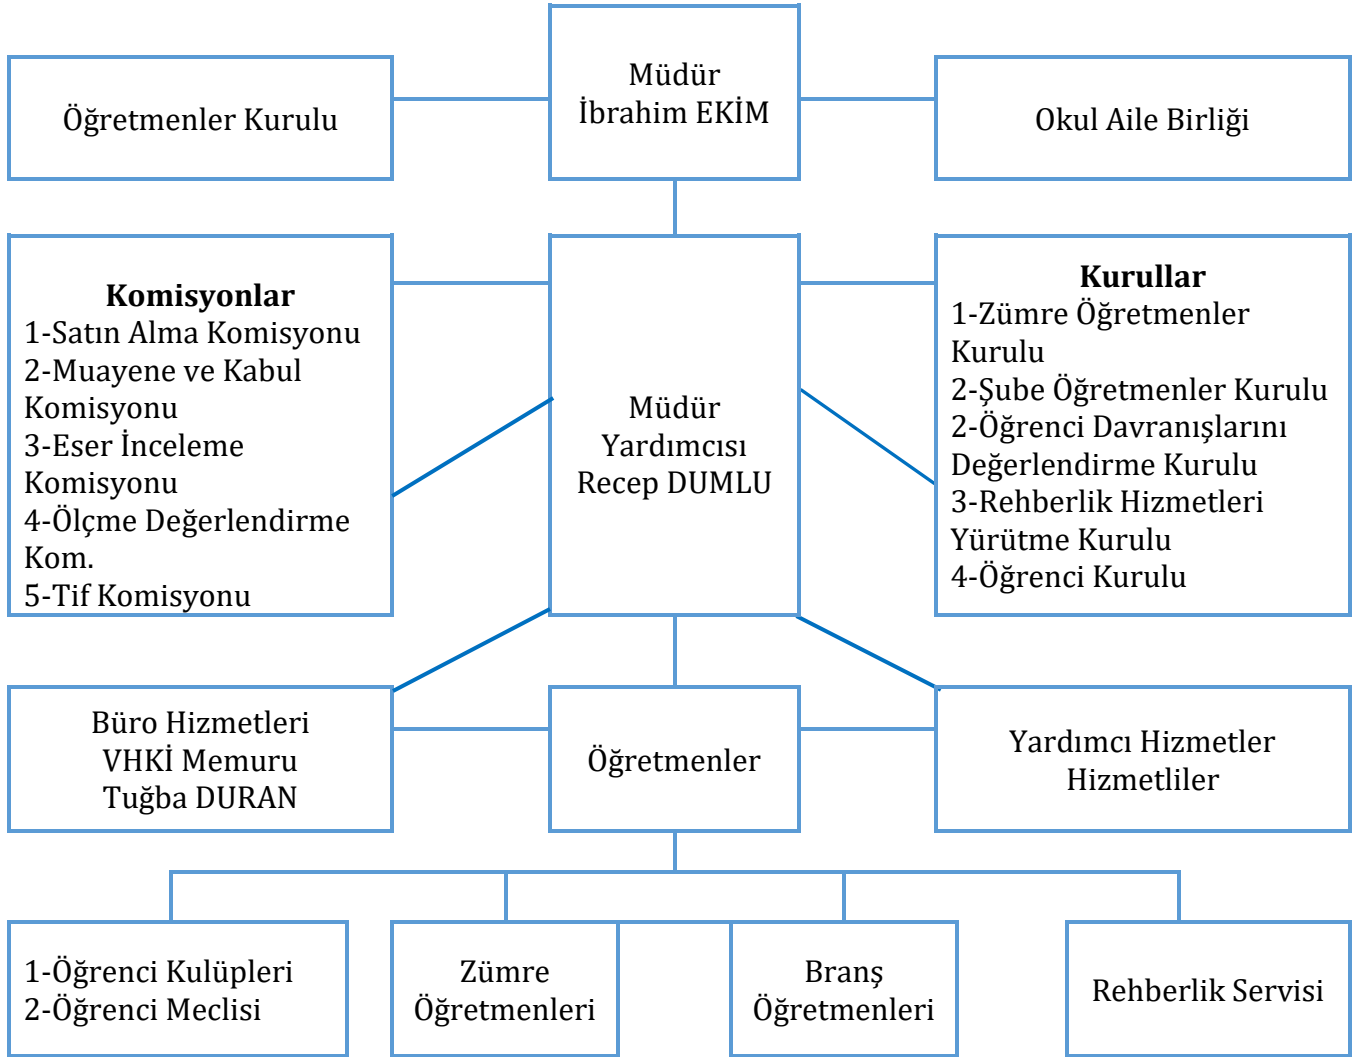 Müdür
İbrahim EKİM
Öğretmenler Kurulu
Okul Aile Birliği
Komisyonlar
1-Satın Alma Komisyonu
2-Muayene ve Kabul
Komisyonu
3-Eser İnceleme
Komisyonu
4-Ölçme Değerlendirme
Kom.
5-Tif Komisyonu
Müdür
Yardımcısı
Recep DUMLU
Kurullar
1-Zümre Öğretmenler
Kurulu
2-Şube Öğretmenler Kurulu
2-Öğrenci Davranışlarını
Değerlendirme Kurulu
3-Rehberlik Hizmetleri
Yürütme Kurulu
4-Öğrenci Kurulu
Büro Hizmetleri
VHKİ Memuru
Tuğba DURAN
Öğretmenler
Yardımcı Hizmetler
Hizmetliler
1-Öğrenci Kulüpleri
2-Öğrenci Meclisi
Zümre
Öğretmenleri
Branş
Öğretmenleri
Rehberlik Servisi